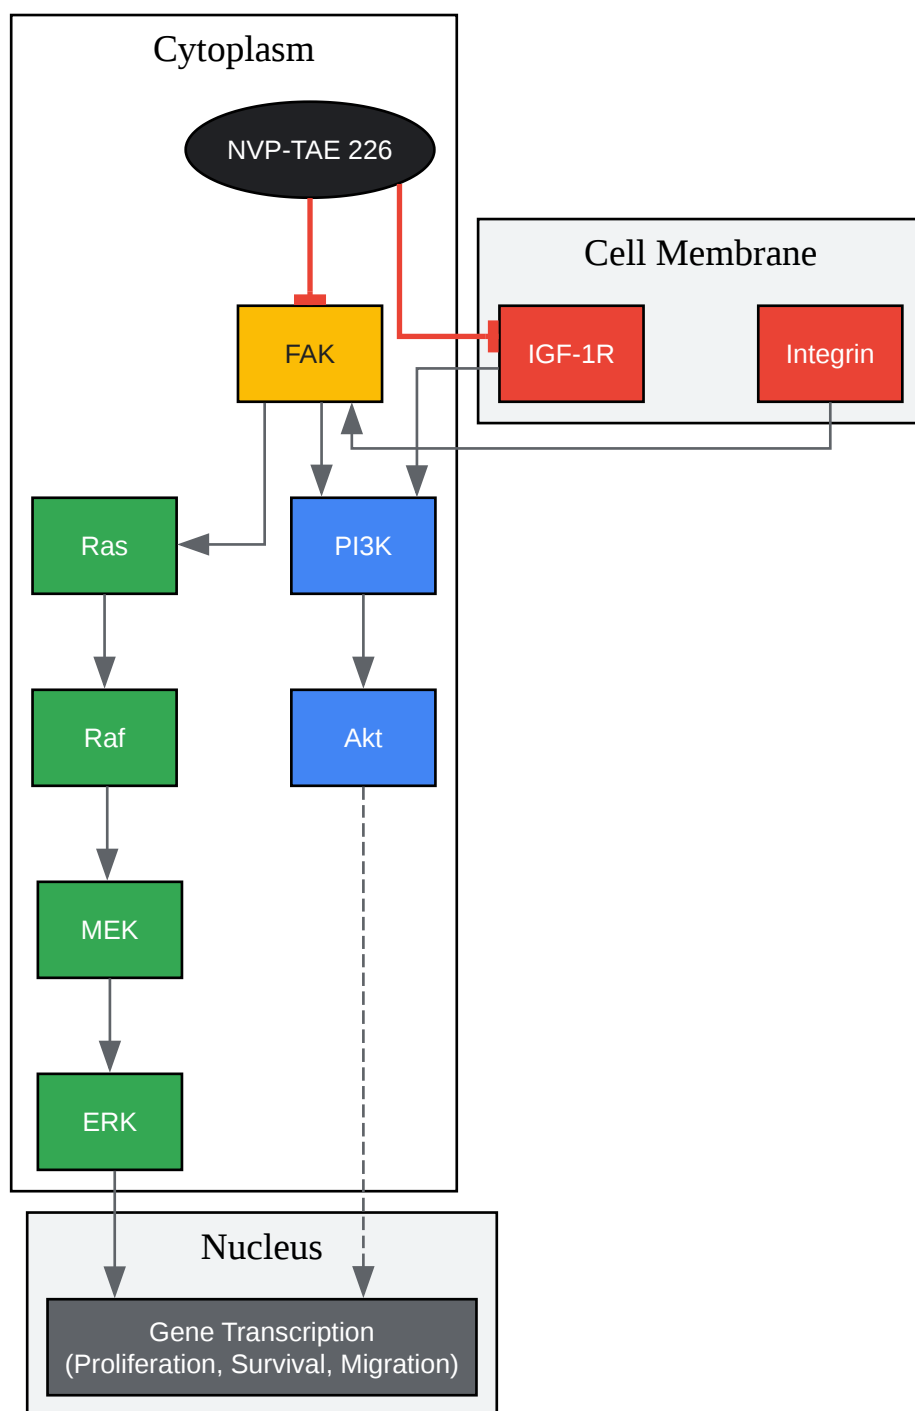 Cytoplasm
NVP-TAE 226
Cell Membrane
FAK
IGF-1R
Integrin
Ras
PI3K
Raf
Akt
MEK
ERK
Nucleus
Gene Transcription
(Proliferation, Survival, Migration)